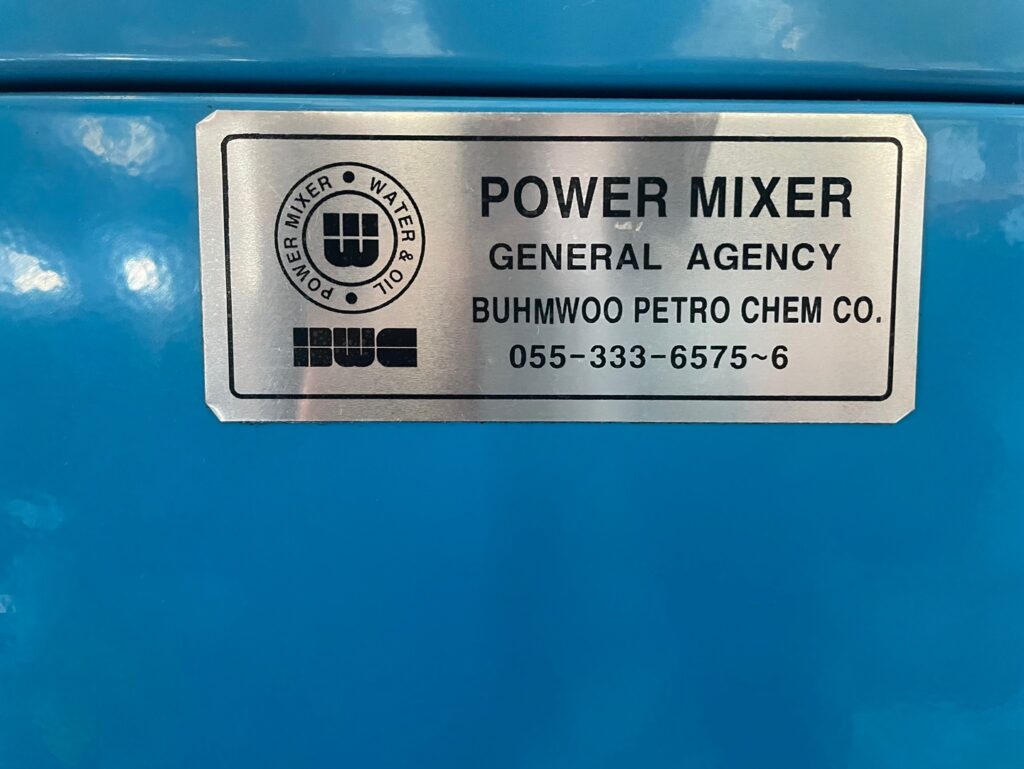 POWER MIXER • WATER & OIL •
W
BWC
POWER MIXER
GENERAL AGENCY
BUHMWOO PETRO CHEM CO.
055-333-6575~6